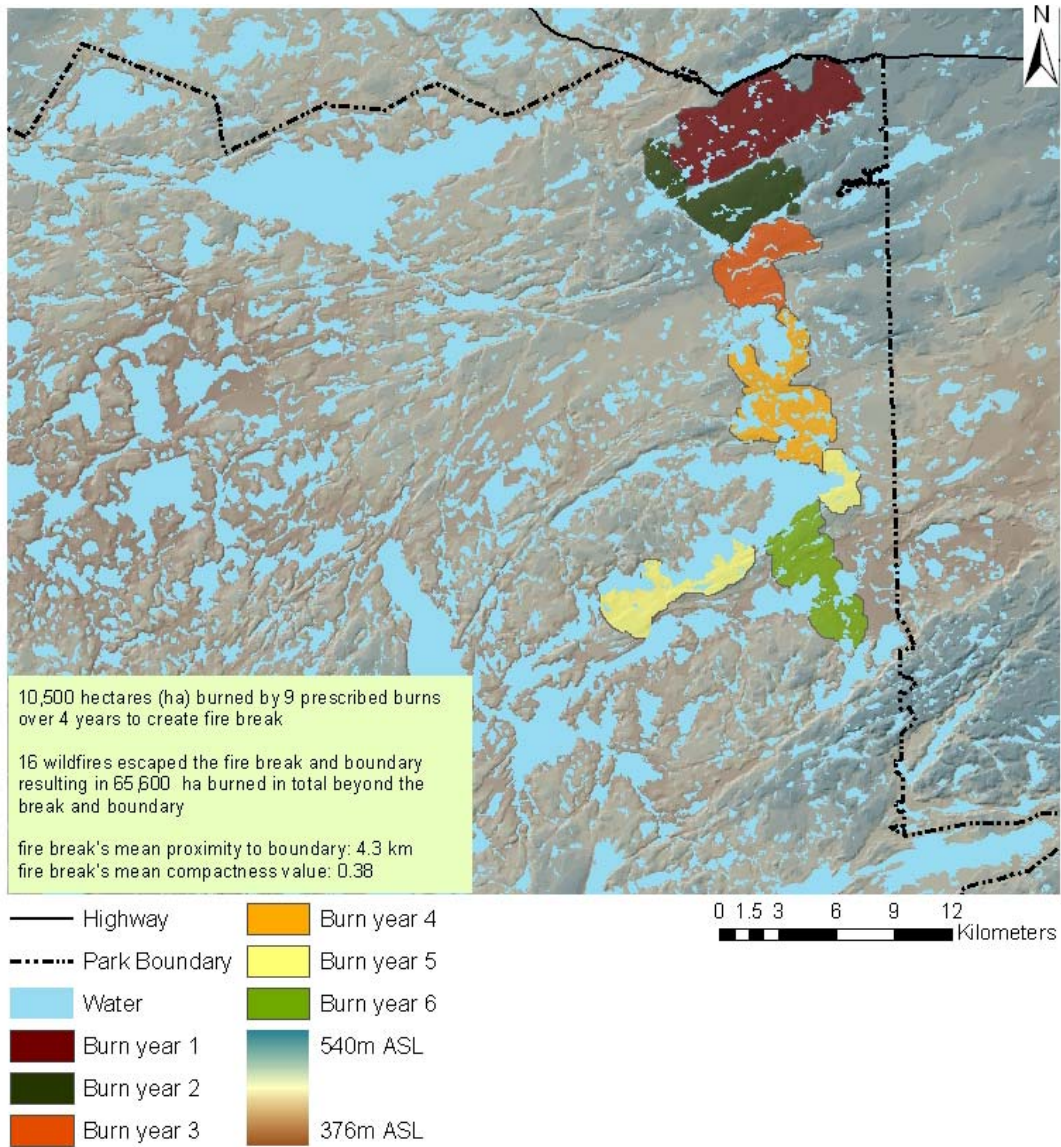 N
10,500 hectares (ha) burned by 9 prescribed burns
over 4 years to create fire break
16 wildfires escaped the fire break and boundary
resulting in 65,600 ha burned in total beyond the
break and boundary
fire break's mean proximity to boundary: 4.3 km
fire break's mean compactness value: 0.38
Highway
Park Boundary
Water
Burn year 1
Burn year 2
Burn year 3
Burn year 4
Burn year 5
Burn year 6
540m ASL
376m ASL
0 1.5 3 6 9 12
Kilometers